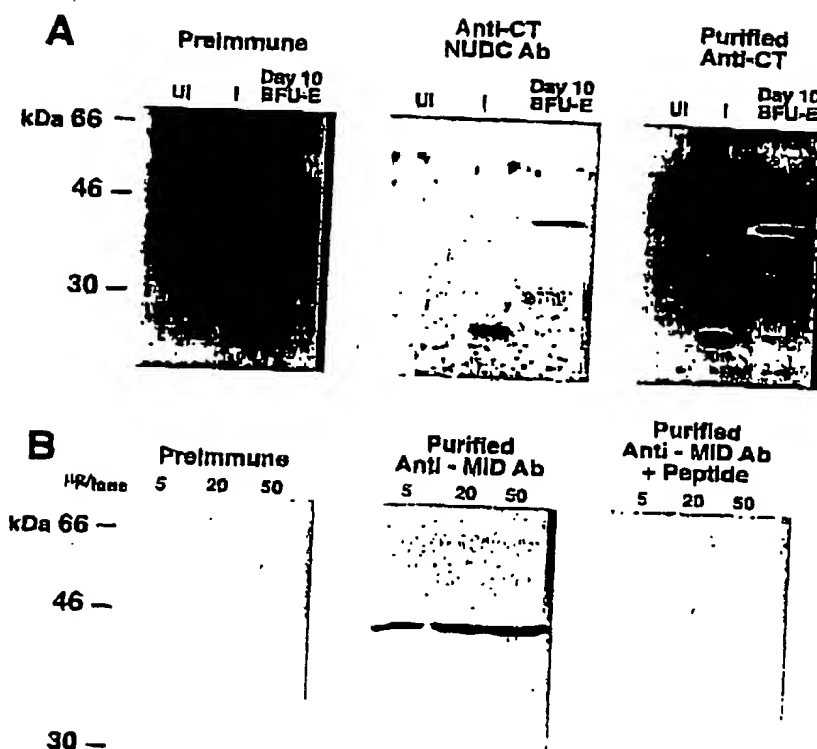 A
Preimmune
UI I Day 10 BFU-E
Anti-CT
NUDC Ab
UI I Day 10 BFU-E
Purified
Anti-CT
UI I Day 10 BFU-E
kDa 66
46
30
B
Preimmune
5 20 50
Purified
Anti - MID Ab
5 20 50
Purified
Anti - MID Ab
+ Peptide
5 20 50
kDa 66
46
30